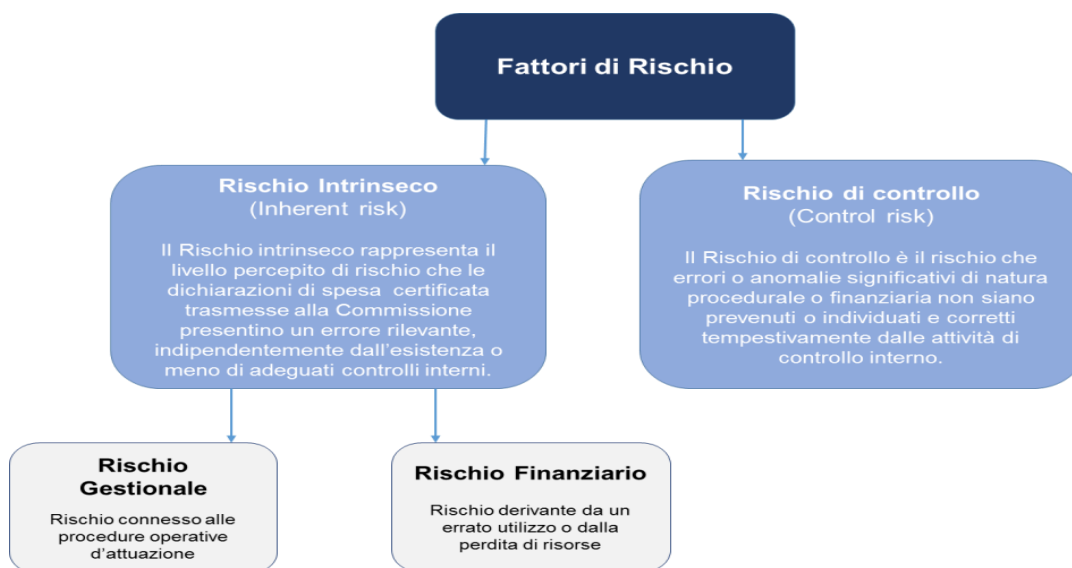 Fattori di Rischio
Rischio Intrinseco
(Inherent risk)
Il Rischio intrinseco rappresenta il
livello percepito di rischio che le
dichiarazioni di spesa certificata
trasmesse alla Commissione
presentino un errore rilevante,
indipendentemente dall'esistenza o
meno di adeguati controlli interni.
Rischio di controllo
(Control risk)
Il Rischio di controllo è il rischio che
errori o anomalie significativi di natura
procedurale o finanziaria non siano
prevenuti o individuati e corretti
tempestivamente dalle attività di
controllo interno.
Rischio
Gestionale
Rischio connesso alle
procedure operative
d'attuazione
Rischio Finanziario
Rischio derivante da un
errato utilizzo o dalla
perdita di risorse